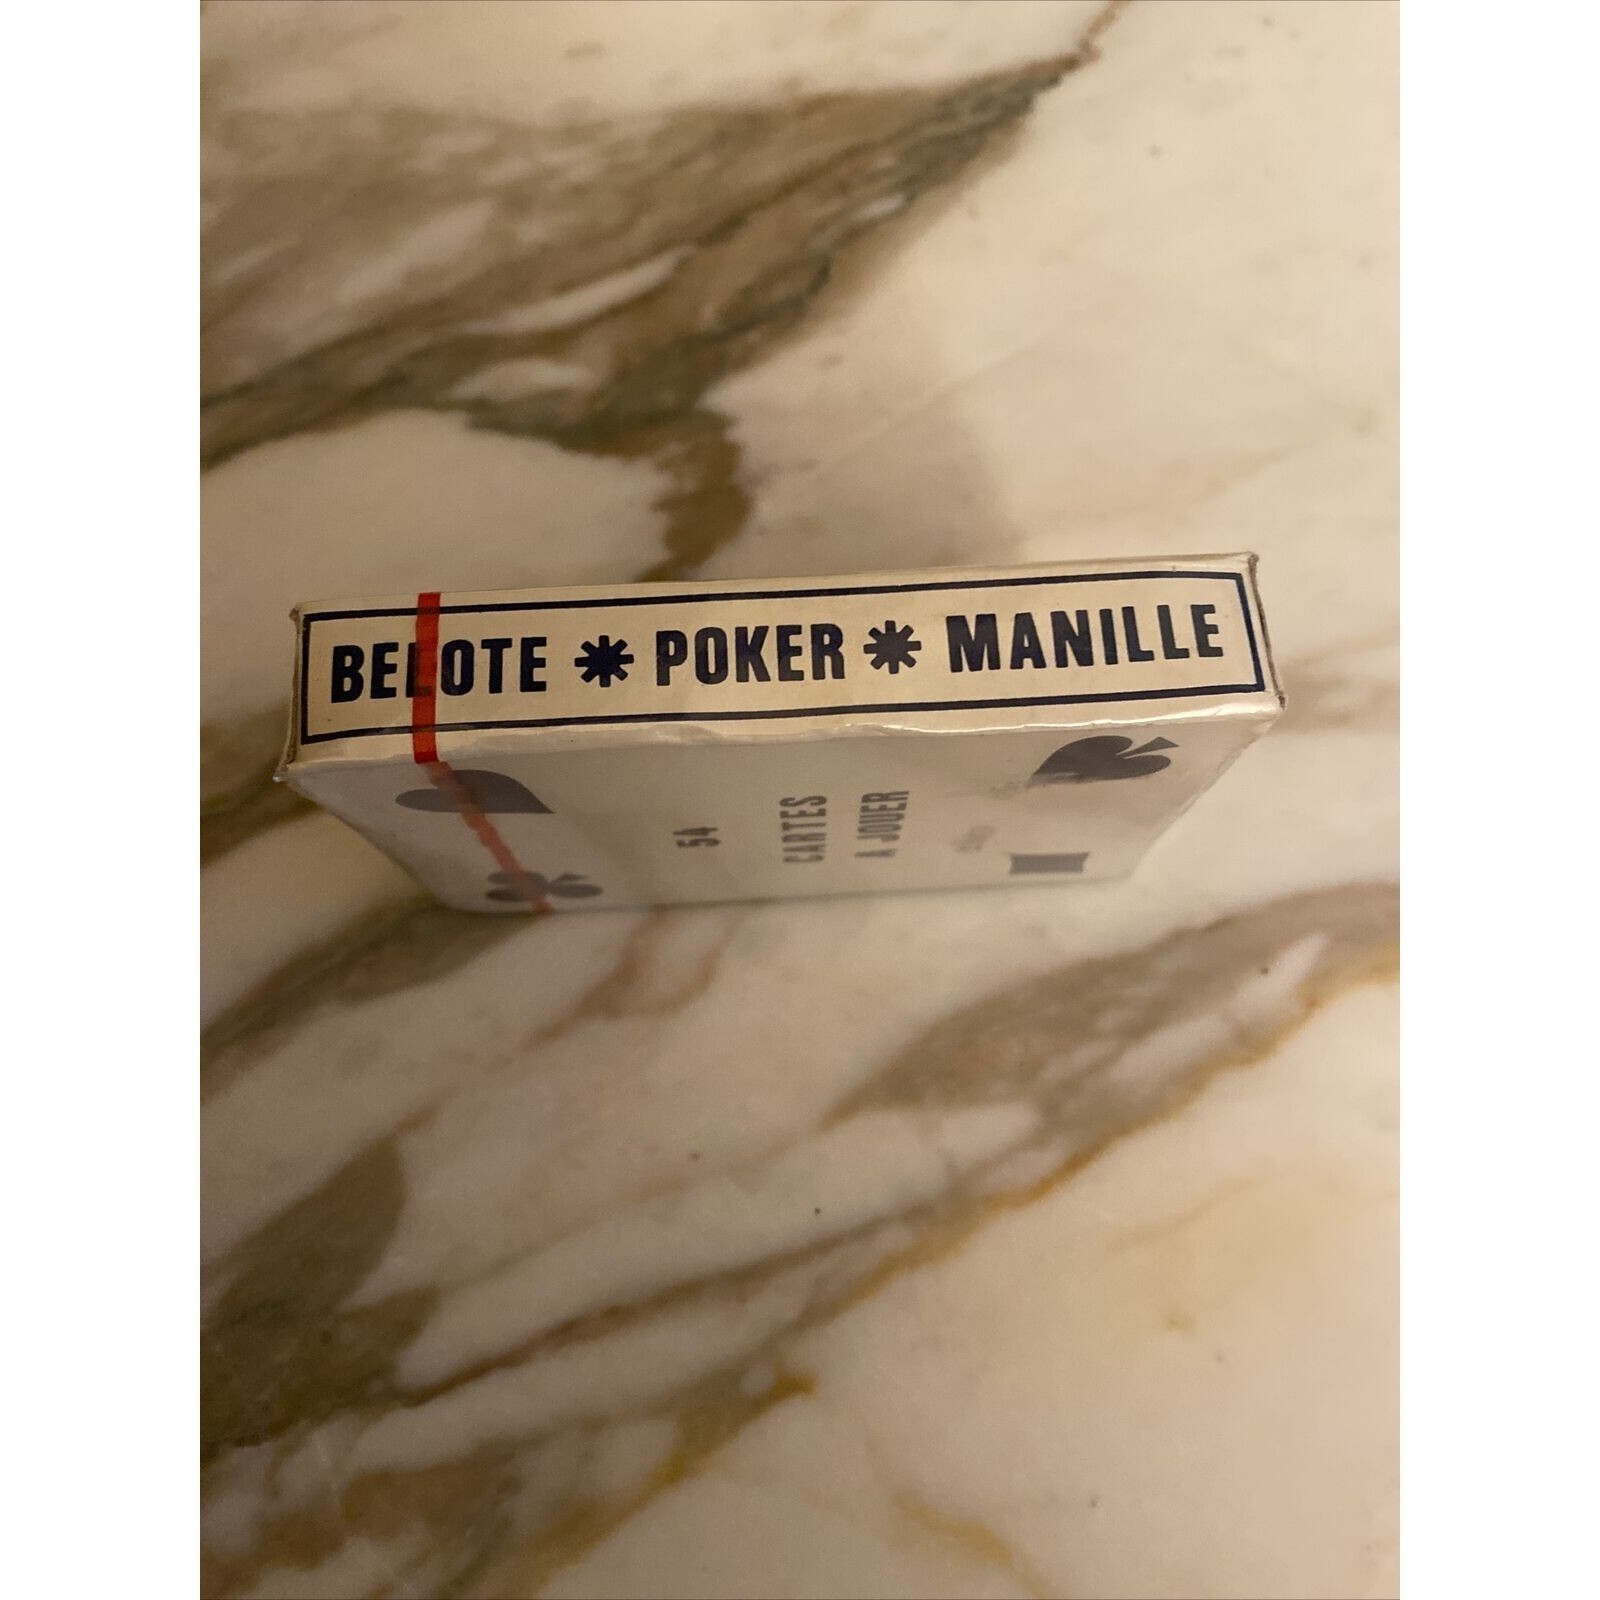 BELOTE * POKER * MANILLE
54
CARTES
A JOUER